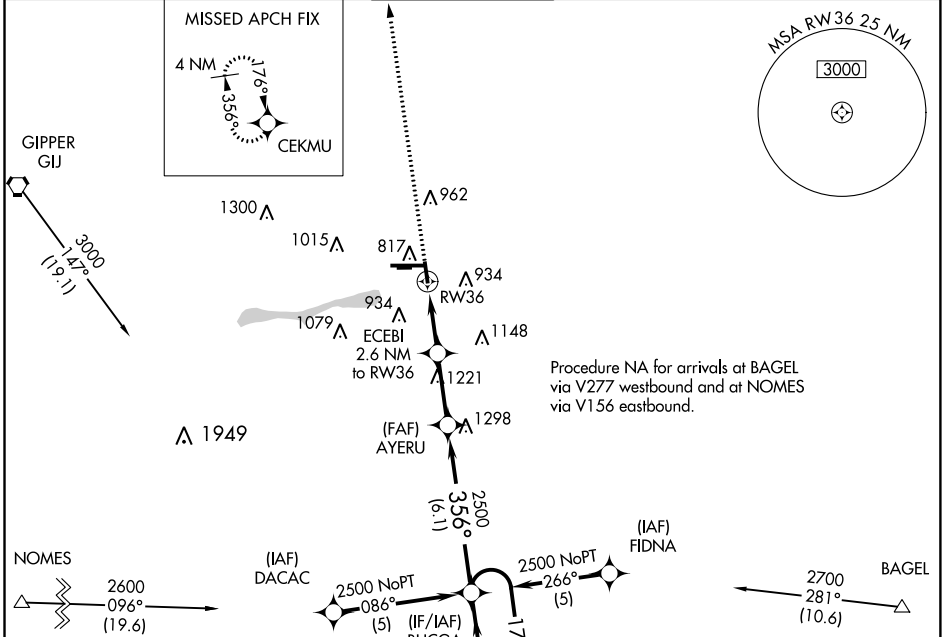 MISSED APCH FIX
4 NM
176°
356°
CEKMU
MSA RW36 25 NM
3000
GIPPER
GIJ
3000
147°
(19.1)
1300
962
1015
817
934
RW36
934
1079
ECEBI
2.6 NM
to RW36
1148
1221
Procedure NA for arrivals at BAGEL
via V277 westbound and at NOMES
via V156 eastbound.
1949
(FAF)
AYERU
1298
2500
356°
(6.1)
NOMES
2600
096°
(19.6)
(IAF)
DACAC
2500 NoPT
086°
(5)
(IF/IAF)
2500 NoPT
266°
(5)
(IAF)
FIDNA
2700
281°
(10.6)
BAGEL